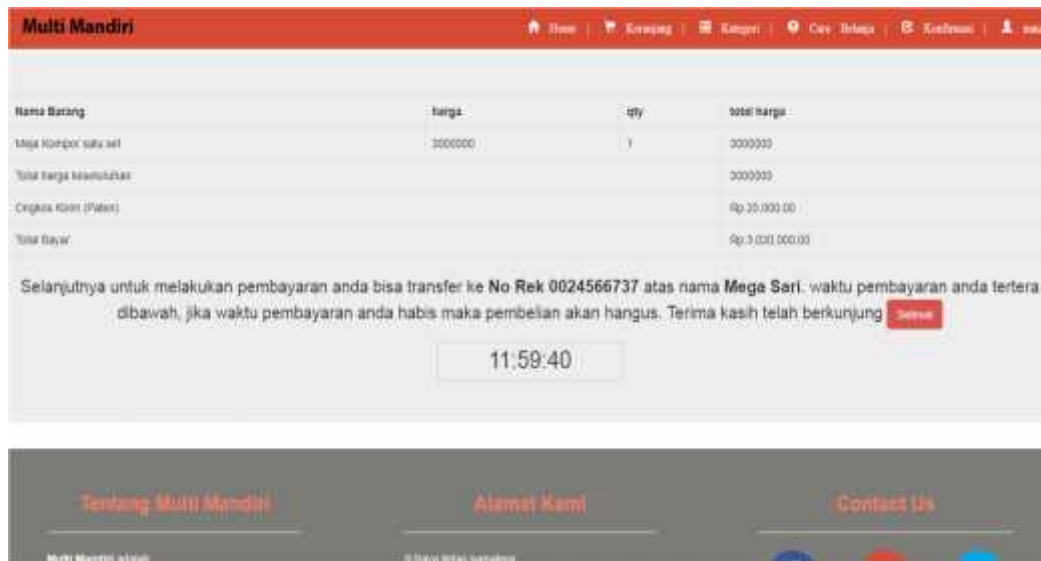 Multi Mandiri
Home | Keranjang | Kategori | Cara Belanja | Konfirmasi |
Nama Barang harga qty total harga
Meja Kompor satu set 3000000 1 3000000
Total harga keseluruhan 3000000
Ongkos Kirim (Paten) Rp.20.000.00
Total Bayar Rp.3.020.000.00
Selanjutnya untuk melakukan pembayaran anda bisa transfer ke No Rek 0024566737 atas nama Mega Sari. waktu pembayaran anda tertera
dibawah, jika waktu pembayaran anda habis maka pembelian akan hangus. Terima kasih telah berkunjung Selesai
11:59:40
Tentang Multi Mandiri Alamat Kami Contact Us
Multi Mandiri adalah lintas sumatera